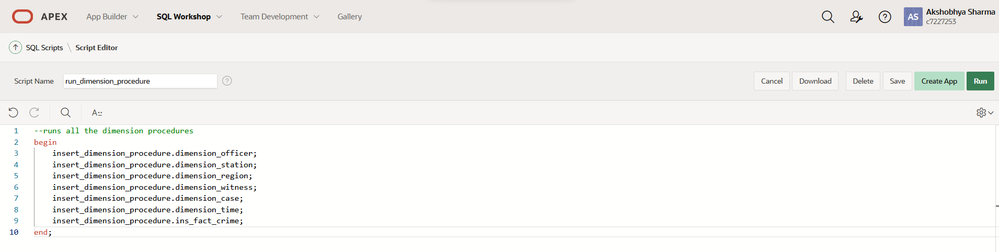 APEX App Builder SQL Workshop Team Development Gallery AS Akshobhya Sharma
c7227253
SQL Scripts \ Script Editor
Script Name run_dimension_procedure ? Cancel Download Delete Save Create App Run
A::
1 --runs all the dimension procedures
2 begin
3 insert_dimension_procedure.dimension_officer;
4 insert_dimension_procedure.dimension_station;
5 insert_dimension_procedure.dimension_region;
6 insert_dimension_procedure.dimension_witness;
7 insert_dimension_procedure.dimension_case;
8 insert_dimension_procedure.dimension_time;
9 insert_dimension_procedure.ins_fact_crime;
10 end;